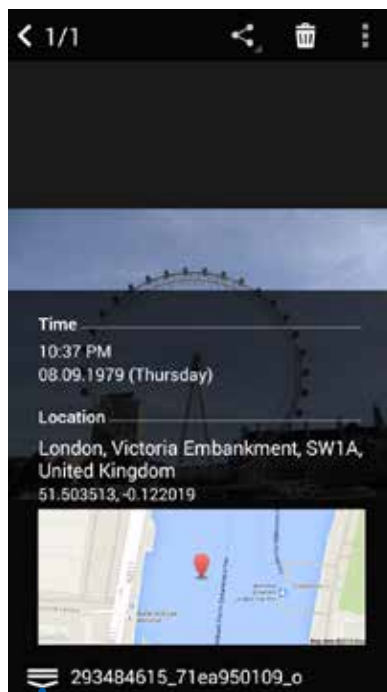 1/1
Time
10:37 PM
08.09.1979 (Thursday)
Location
London, Victoria Embankment, SW1A,
United Kingdom
51.503513,-0.122019
293484615_71ea950109_o